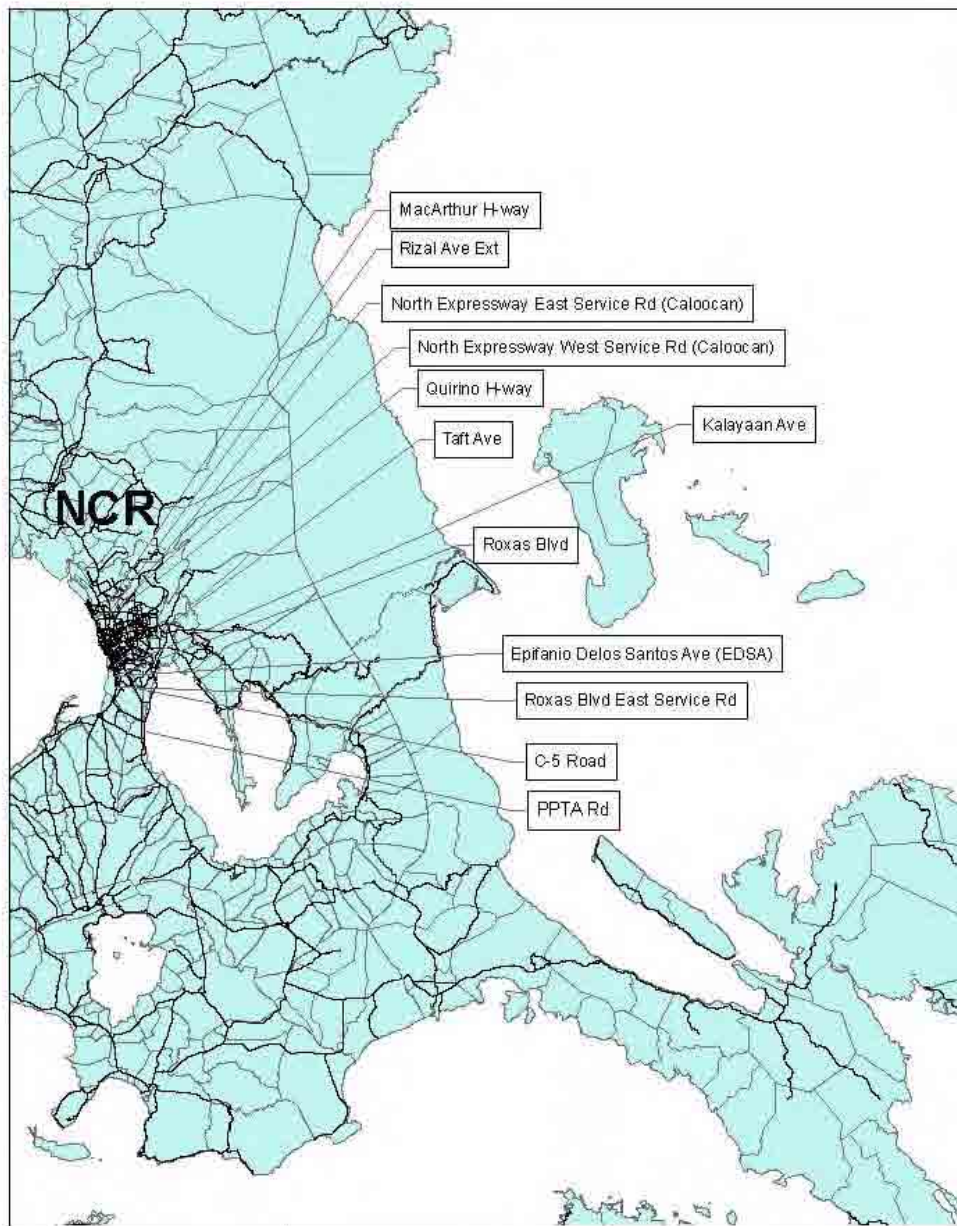 MacArthur H-way
Rizal Ave Ext
North Expressway East Service Rd (Caloocan)
North Expressway West Service Rd (Caloocan)
Quirino H-way
Kalayaan Ave
Taft Ave
NCR
Roxas Blvd
Epifanio Delos Santos Ave (EDSA)
Roxas Blvd East Service Rd
C-5 Road
PPTA Rd